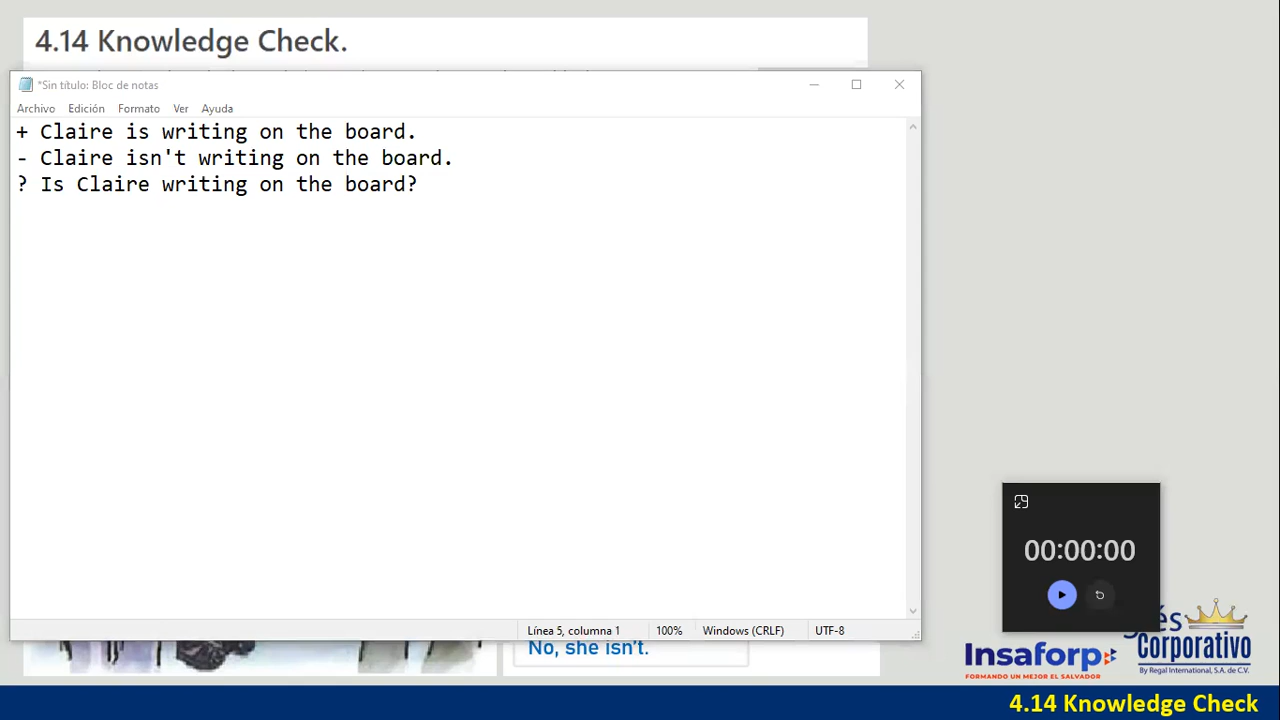 4.14 Knowledge Check.
*Sin título: Bloc de notas
Archivo Edición Formato Ver Ayuda
+ Claire is writing on the board.
- Claire isn't writing on the board.
? Is Claire writing on the board?
00:00:00
Línea 5, columna 1 100% Windows (CRLF) UTF-8
No, she isn't.
Insaforp
FORMANDO UN MEJOR EL SALVADOR
Corporativo
By Regal International, S.A. de C.V.
4.14 Knowledge Check